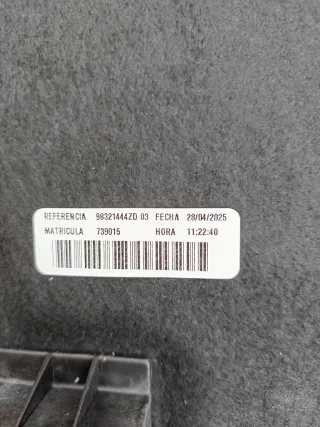 REFERENCIA 98321444ZD 03 FECHA 28/04/2025
MATRICULA 739015 HORA 11:22:40